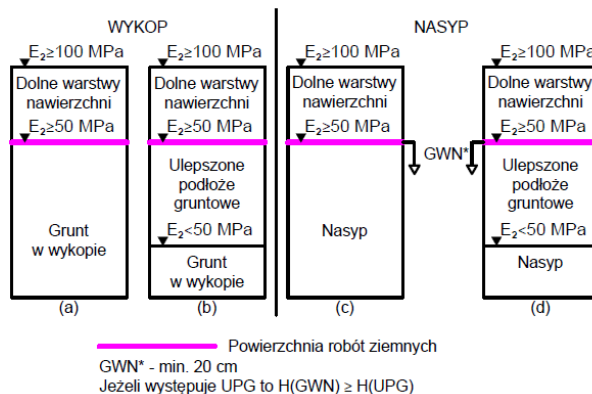 WYKOP
NASYP
E₂≥100 MPa
Dolne warstwy
nawierzchni
E₂≥50 MPa
Grunt
w wykopie
(a)
E₂≥100 MPa
Dolne warstwy
nawierzchni
E₂≥50 MPa
Ulepszone
podłoże
gruntowe
E₂<50 MPa
Grunt
w wykopie
(b)
E₂≥100 MPa
Dolne warstwy
nawierzchni
E₂≥50 MPa
Nasyp
(c)
GWN*
E₂≥100 MPa
Dolne warstwy
nawierzchni
E₂≥50 MPa
Ulepszone
podłoże
gruntowe
E₂<50 MPa
Nasyp
(d)
Powierzchnia robót ziemnych
GWN* - min. 20 cm
Jeżeli występuje UPG to H(GWN) ≥ H(UPG)